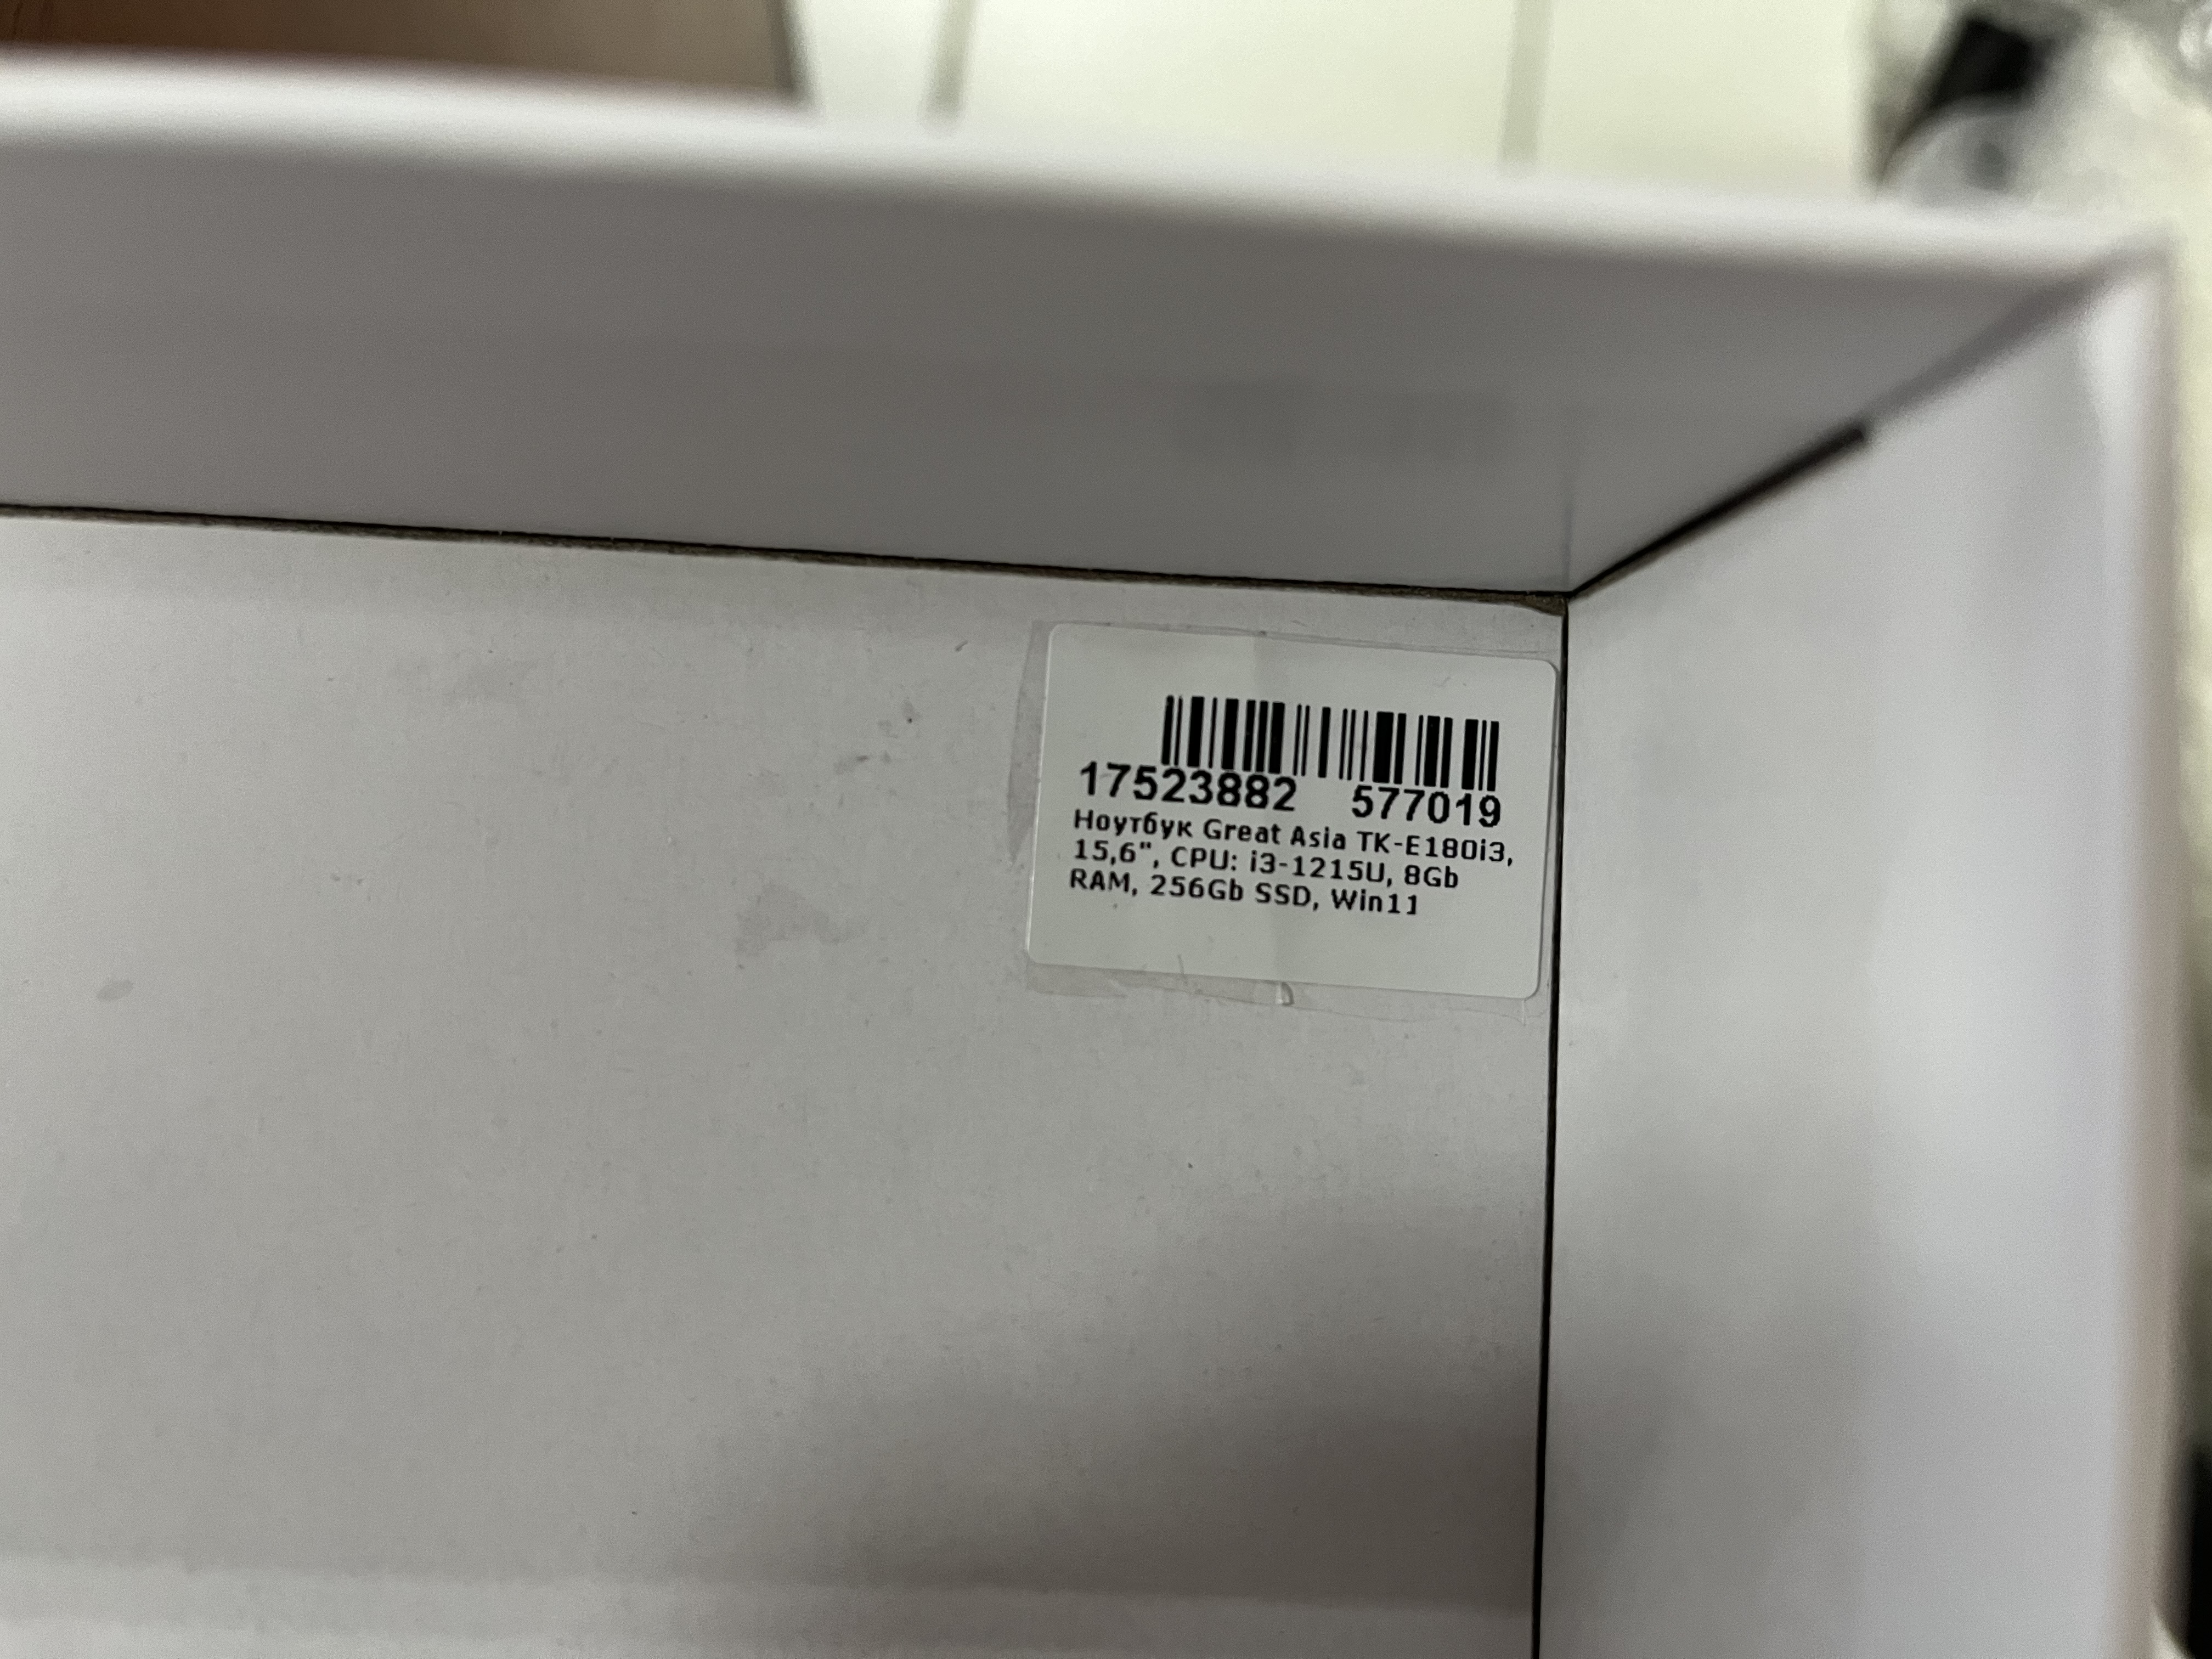 17523882 577019
Ноутбук Great Asia TK-E180i3,
15,6", CPU: i3-1215U, 8Gb
RAM, 256Gb SSD, Win11